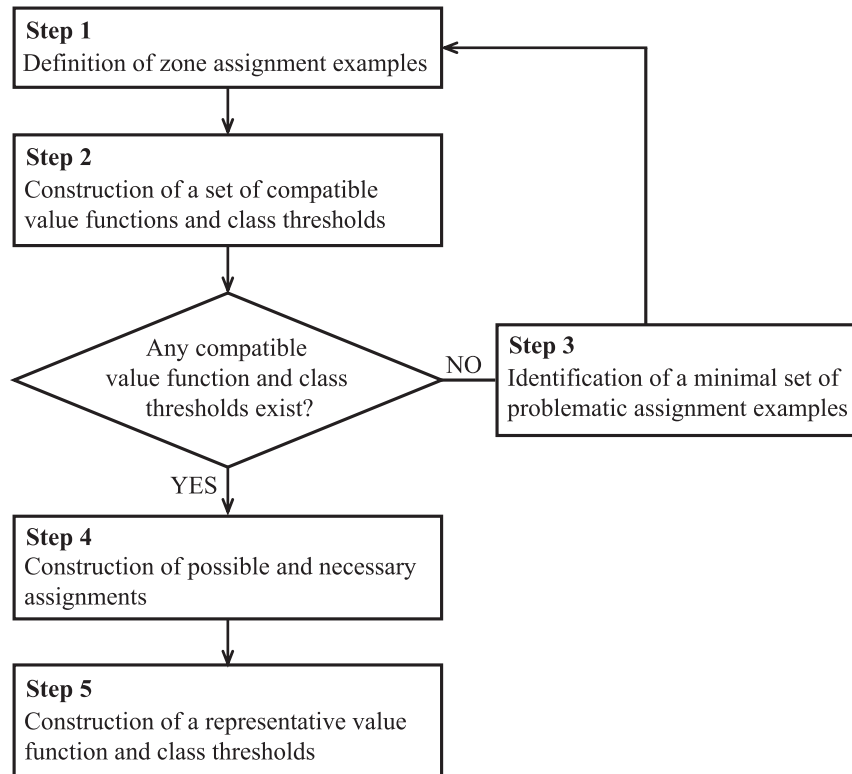 Step 1
Definition of zone assignment examples
Step 2
Construction of a set of compatible
value functions and class thresholds
Any compatible
value function and class
thresholds exist?
NO
Step 3
Identification of a minimal set of
problematic assignment examples
YES
Step 4
Construction of possible and necessary
assignments
Step 5
Construction of a representative value
function and class thresholds